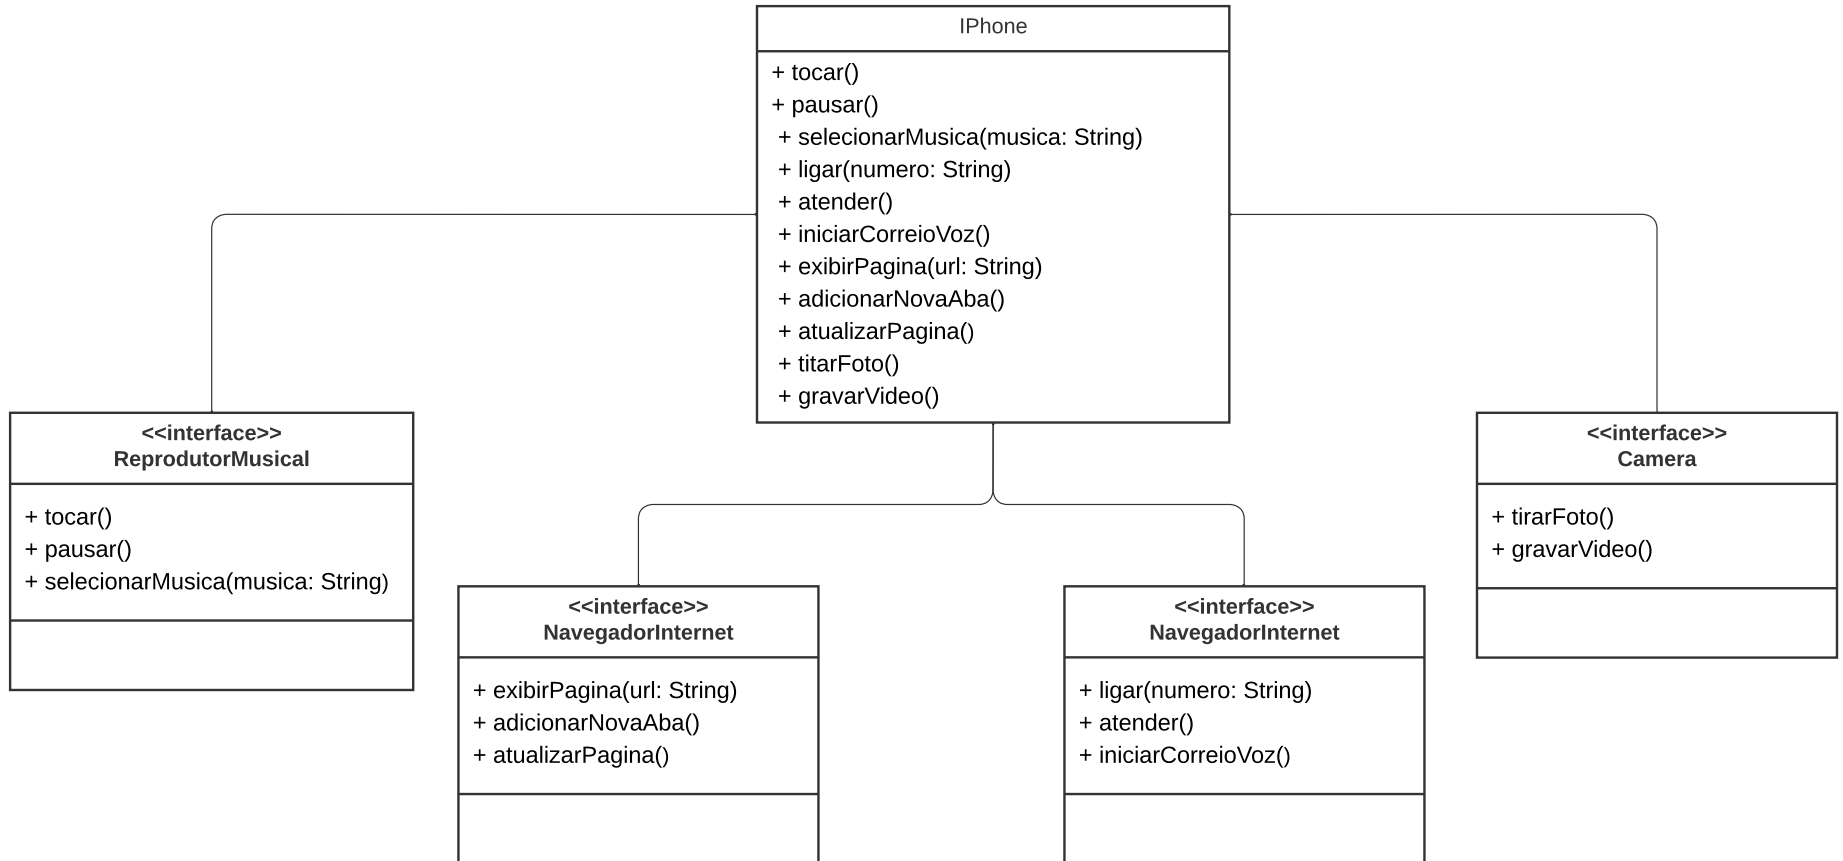 IPhone
+ tocar()
+ pausar()
+ selecionarMusica(musica: String)
+ ligar(numero: String)
+ atender()
+ iniciarCorreioVoz()
+ exibirPagina(url: String)
+ adicionarNovaAba()
+ atualizarPagina()
+ titarFoto()
+ gravarVideo()
<<interface>>
ReprodutorMusical
+ tocar()
+ pausar()
+ selecionarMusica(musica: String)
<<interface>>
NavegadorInternet
+ exibirPagina(url: String)
+ adicionarNovaAba()
+ atualizarPagina()
<<interface>>
NavegadorInternet
+ ligar(numero: String)
+ atender()
+ iniciarCorreioVoz()
<<interface>>
Camera
+ tirarFoto()
+ gravarVideo()